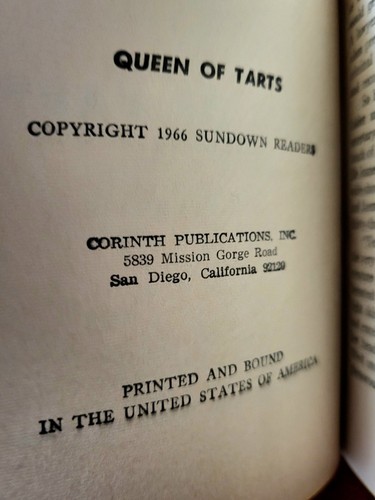 QUEEN OF TARTS
COPYRIGHT 1966 SUNDOWN READERS
CORINTH PUBLICATIONS, INC.
5839 Mission Gorge Road
San Diego, California 92120
PRINTED AND BOUND
IN THE UNITED STATES OF AMERICA